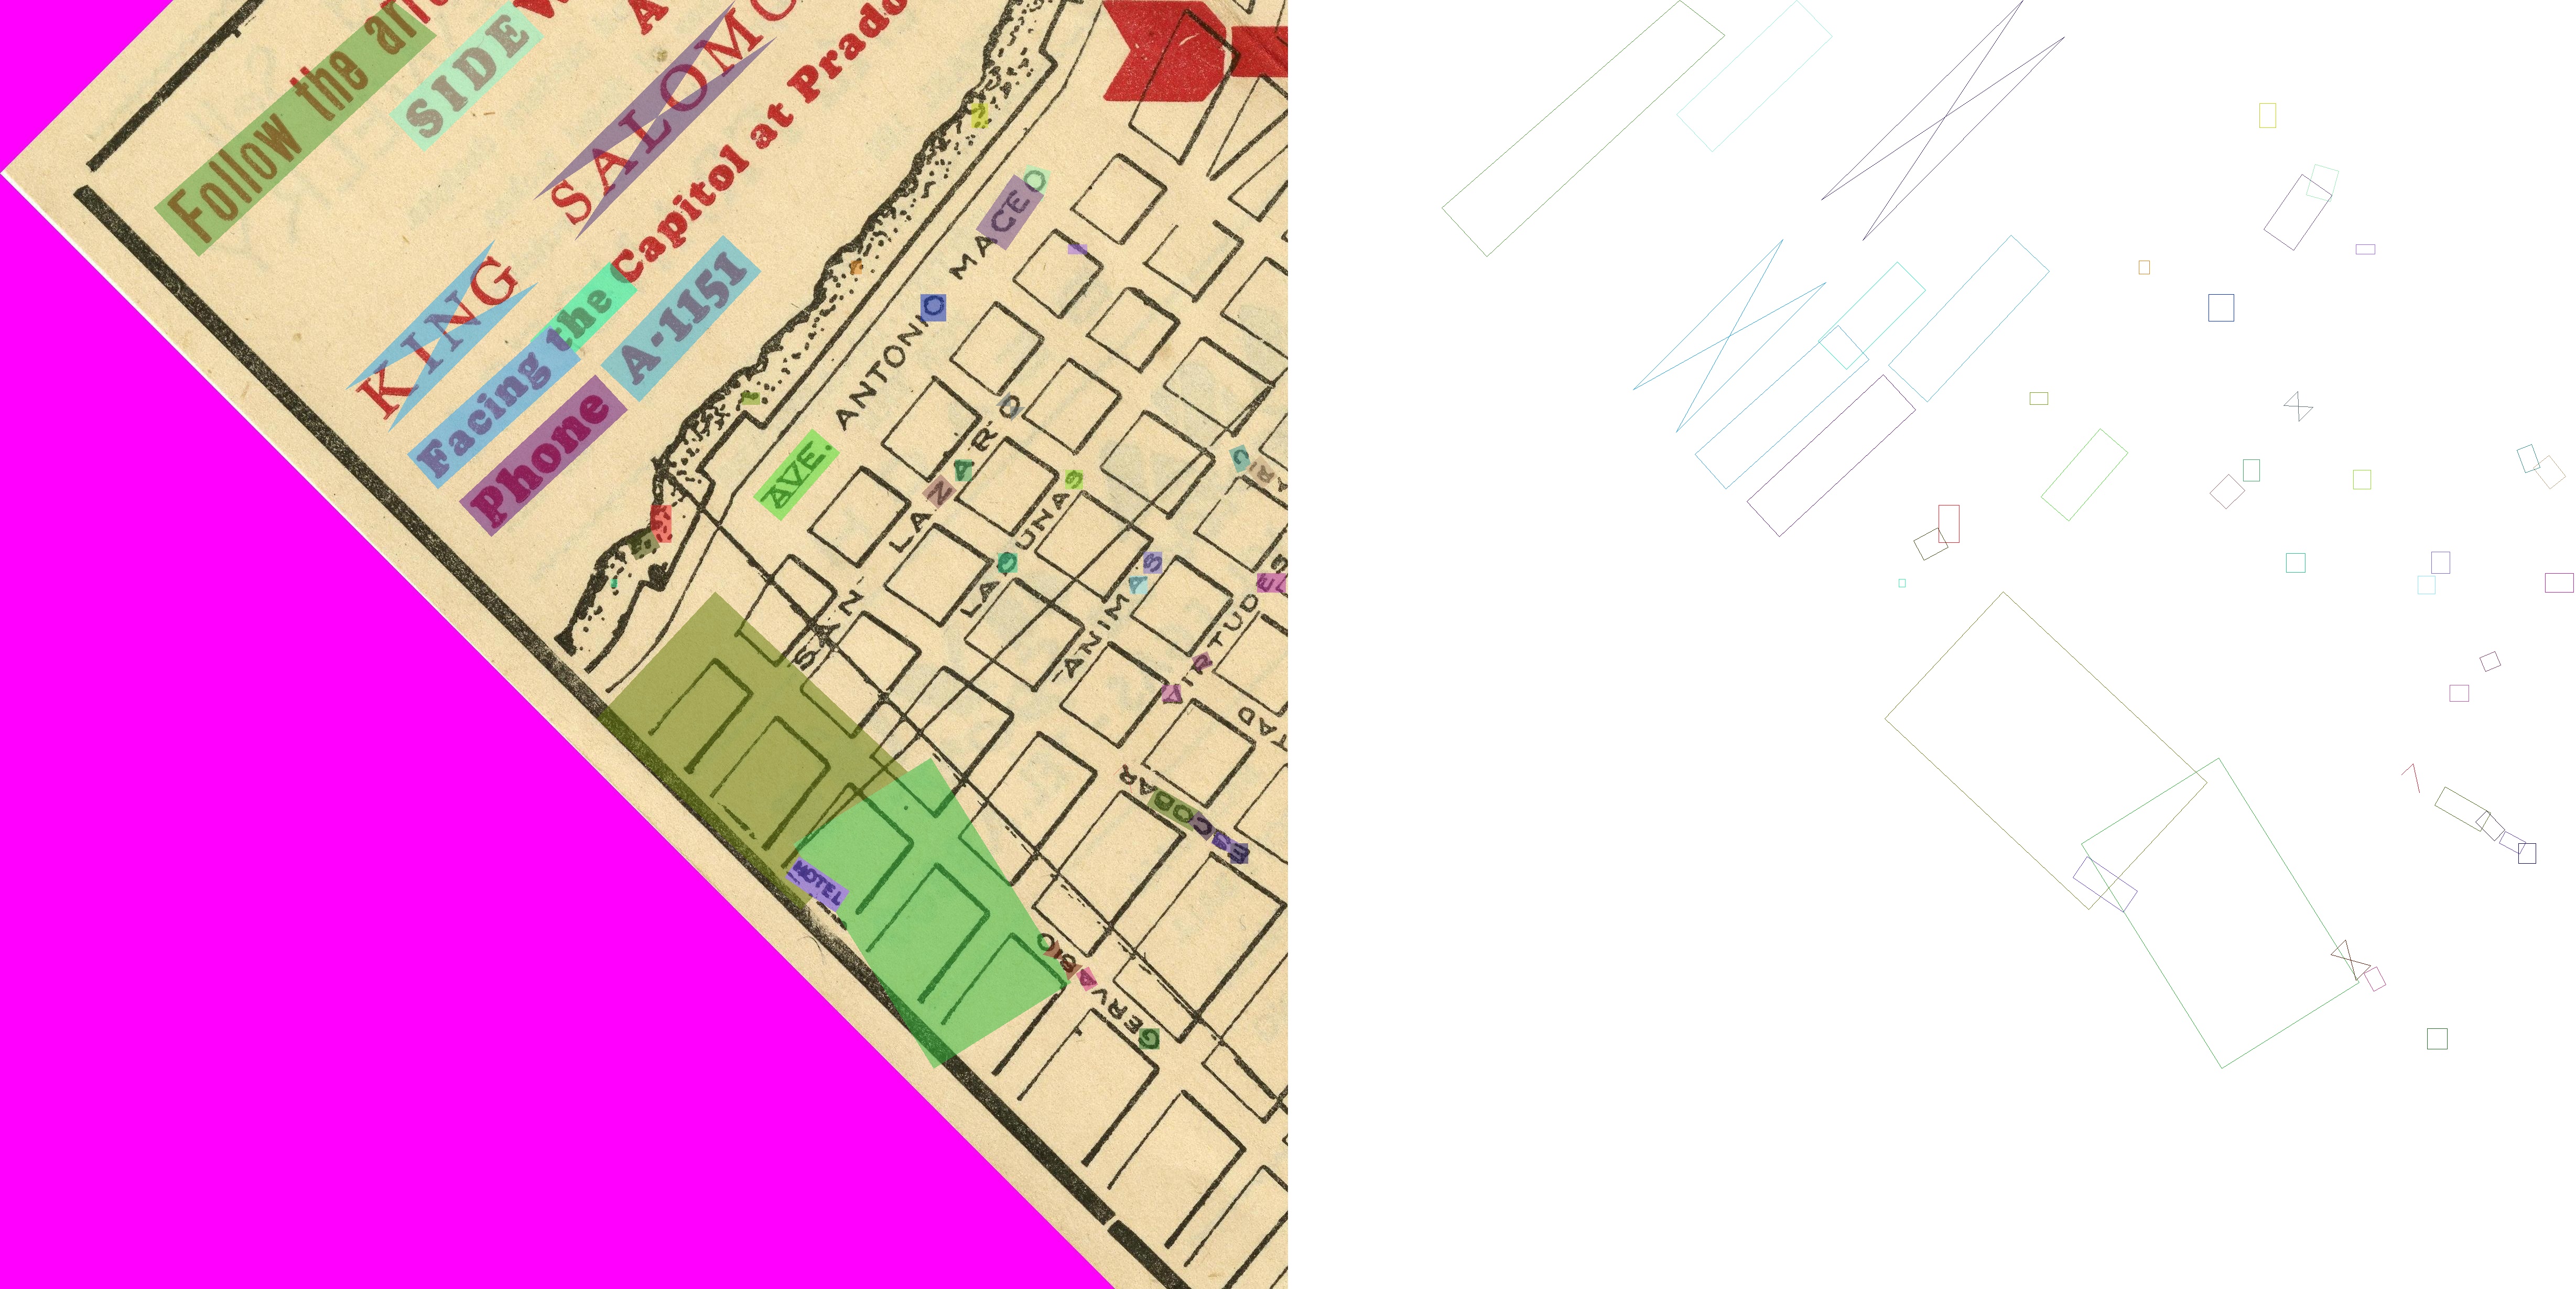 Follow the
SIDE
KING SALOM
Facing the Capitol at Prado
Phone A-1151
AVE. ANTONIO MACEO
SAN LAZARO
LAGUNAS
ANIMAS
VIRTUDES
ESCOBAR
GERVASIO
HOTEL